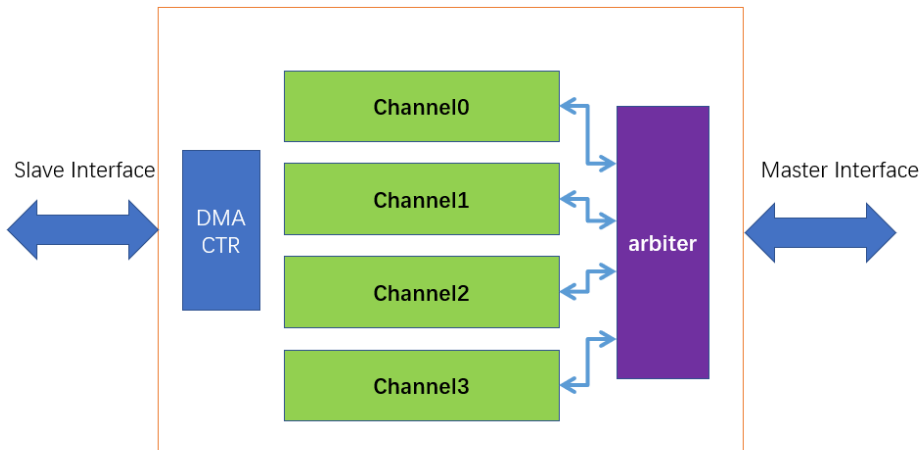 Channel0
Slave Interface
Master Interface
Channel1
DMA
CTR
arbiter
Channel2
Channel3